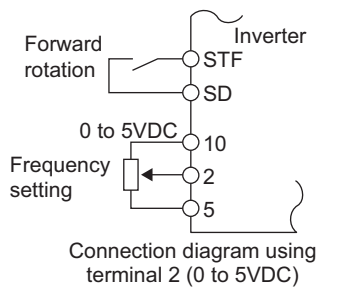 Inverter
Forward
rotation
STF
SD
0 to 5VDC
10
Frequency
setting
2
5
Connection diagram using
terminal 2 (0 to 5VDC)